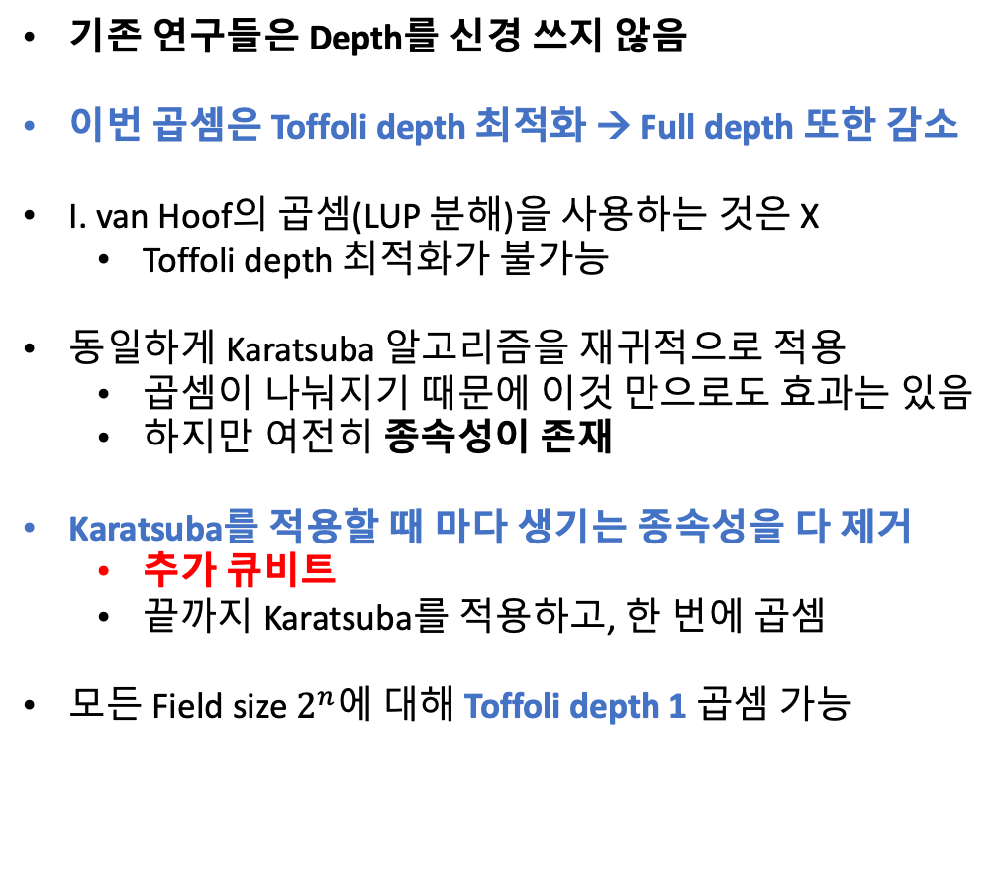 • 기존 연구들은 Depth를 신경 쓰지 않음
• 이번 곱셈은 Toffoli depth 최적화 → Full depth 또한 감소
• I. van Hoof의 곱셈(LUP 분해)을 사용하는 것은 X
• Toffoli depth 최적화가 불가능
• 동일하게 Karatsuba 알고리즘을 재귀적으로 적용
• 곱셈이 나눠지기 때문에 이것 만으로도 효과는 있음
• 하지만 여전히 종속성이 존재
• Karatsuba를 적용할 때 마다 생기는 종속성을 다 제거
• 추가 큐비트
• 끝까지 Karatsuba를 적용하고, 한 번에 곱셈
• 모든 Field size 2ⁿ에 대해 Toffoli depth 1 곱셈 가능